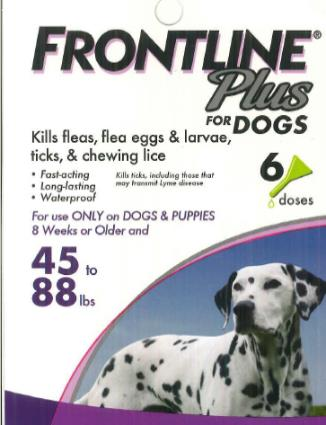 FRONTLINE®
Plus
FOR DOGS
Kills fleas, flea eggs & larvae,
ticks, & chewing lice
• Fast-acting
• Long-lasting
• Waterproof
Kills ticks, including those that
may transmit Lyme disease
6
doses
For use ONLY on DOGS & PUPPIES
8 Weeks or Older and
45 to
88 lbs